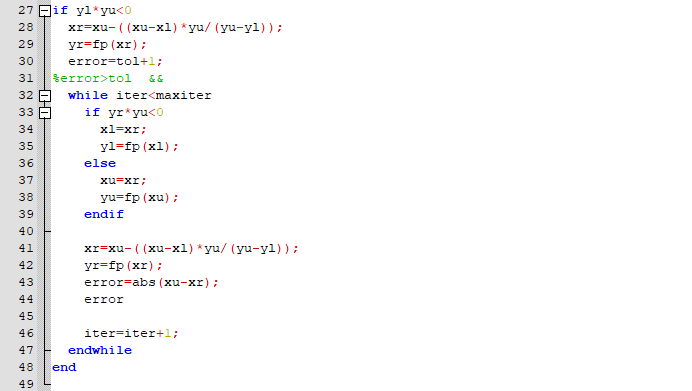 27 if yl*yu<0
28 xr=xu-((xu-xl)*yu/(yu-yl));
29 yr=fp(xr);
30 error=tol+1;
31 %error>tol  &&
32 while iter<maxiter
33 if yr*yu<0
34 xl=xr;
35 yl=fp(xl);
36 else
37 xu=xr;
38 yu=fp(xu);
39 endif
40
41 xr=xu-((xu-xl)*yu/(yu-yl));
42 yr=fp(xr);
43 error=abs(xu-xr);
44 error
45
46 iter=iter+1;
47 endwhile
48 end
49